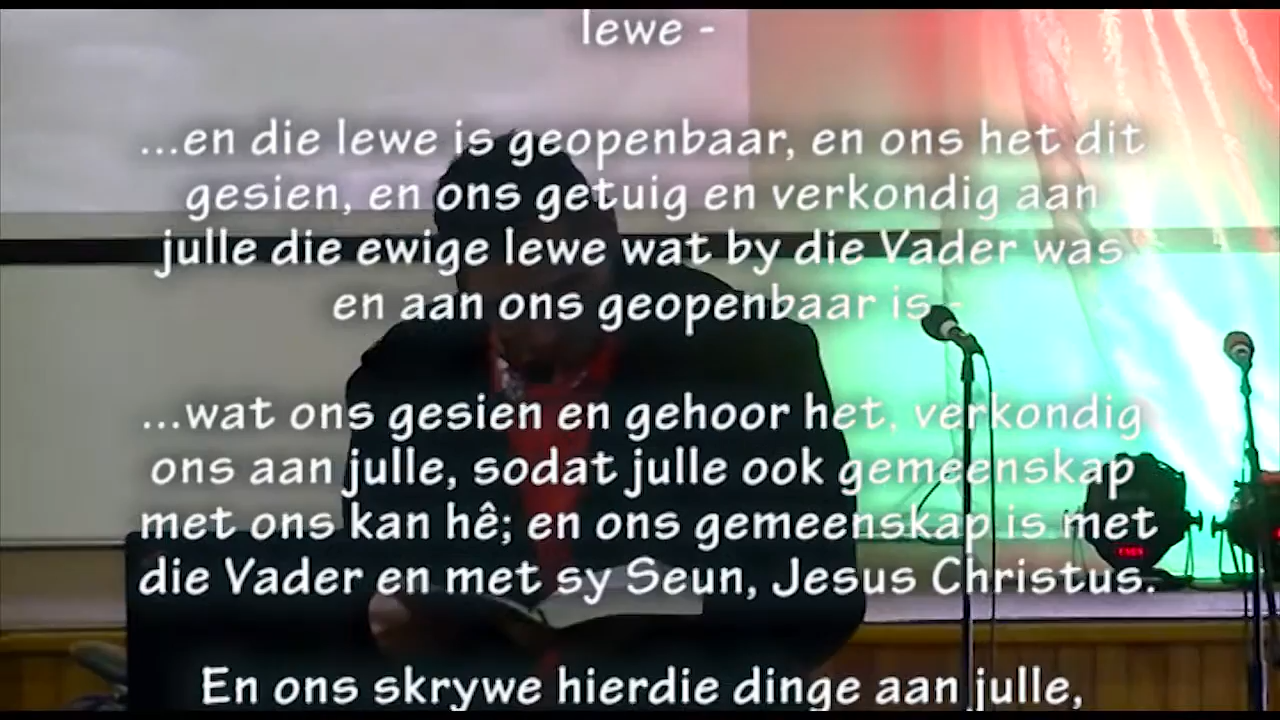 lewe -
...en die lewe is geopenbaar, en ons het dit
gesien, en ons getuig en verkondig aan
julle die ewige lewe wat by die Vader was
en aan ons geopenbaar is -
...wat ons gesien en gehoor het, verkondig
ons aan julle, sodat julle ook gemeenskap
met ons kan hê; en ons gemeenskap is met
die Vader en met sy Seun, Jesus Christus.
En ons skrywe hierdie dinge aan julle,